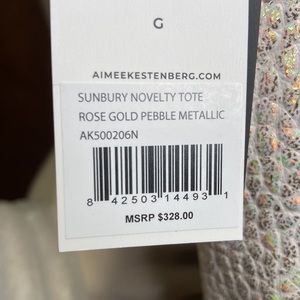 G
AIMEEKESTENBERG.COM
SUNBURY NOVELTY TOTE
ROSE GOLD PEBBLE METALLIC
AK500206N
8 42503 14493 1
MSRP $328.00